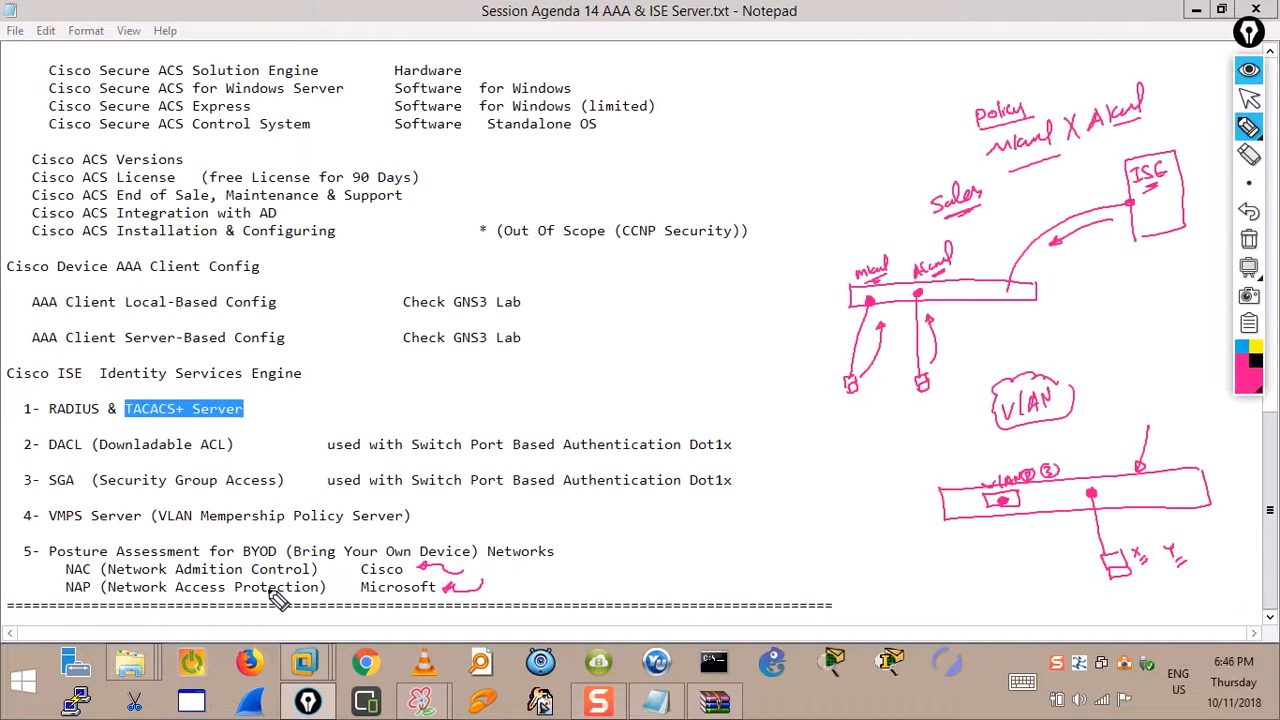 Session Agenda 14 AAA & ISE Server.txt - Notepad
File Edit Format View Help
Cisco Secure ACS Solution Engine Hardware
Cisco Secure ACS for Windows Server Software for Windows
Cisco Secure ACS Express Software for Windows (limited)
Cisco Secure ACS Control System Software Standalone OS
Cisco ACS Versions
Cisco ACS License (free License for 90 Days)
Cisco ACS End of Sale, Maintenance & Support
Cisco ACS Integration with AD
Cisco ACS Installation & Configuring * (Out Of Scope (CCNP Security))
Cisco Device AAA Client Config
AAA Client Local-Based Config Check GNS3 Lab
AAA Client Server-Based Config Check GNS3 Lab
Cisco ISE Identity Services Engine
1- RADIUS & TACACS+ Server
2- DACL (Downladable ACL) used with Switch Port Based Authentication Dot1x
3- SGA (Security Group Access) used with Switch Port Based Authentication Dot1x
4- VMPS Server (VLAN Mempership Policy Server)
5- Posture Assessment for BYOD (Bring Your Own Device) Networks
NAC (Network Admition Control) Cisco
NAP (Network Access Protection) Microsoft
================================================
Policy
X
ISE
Sales
VLAN
X Y
ENG
US
6:46 PM
Thursday
10/11/2018